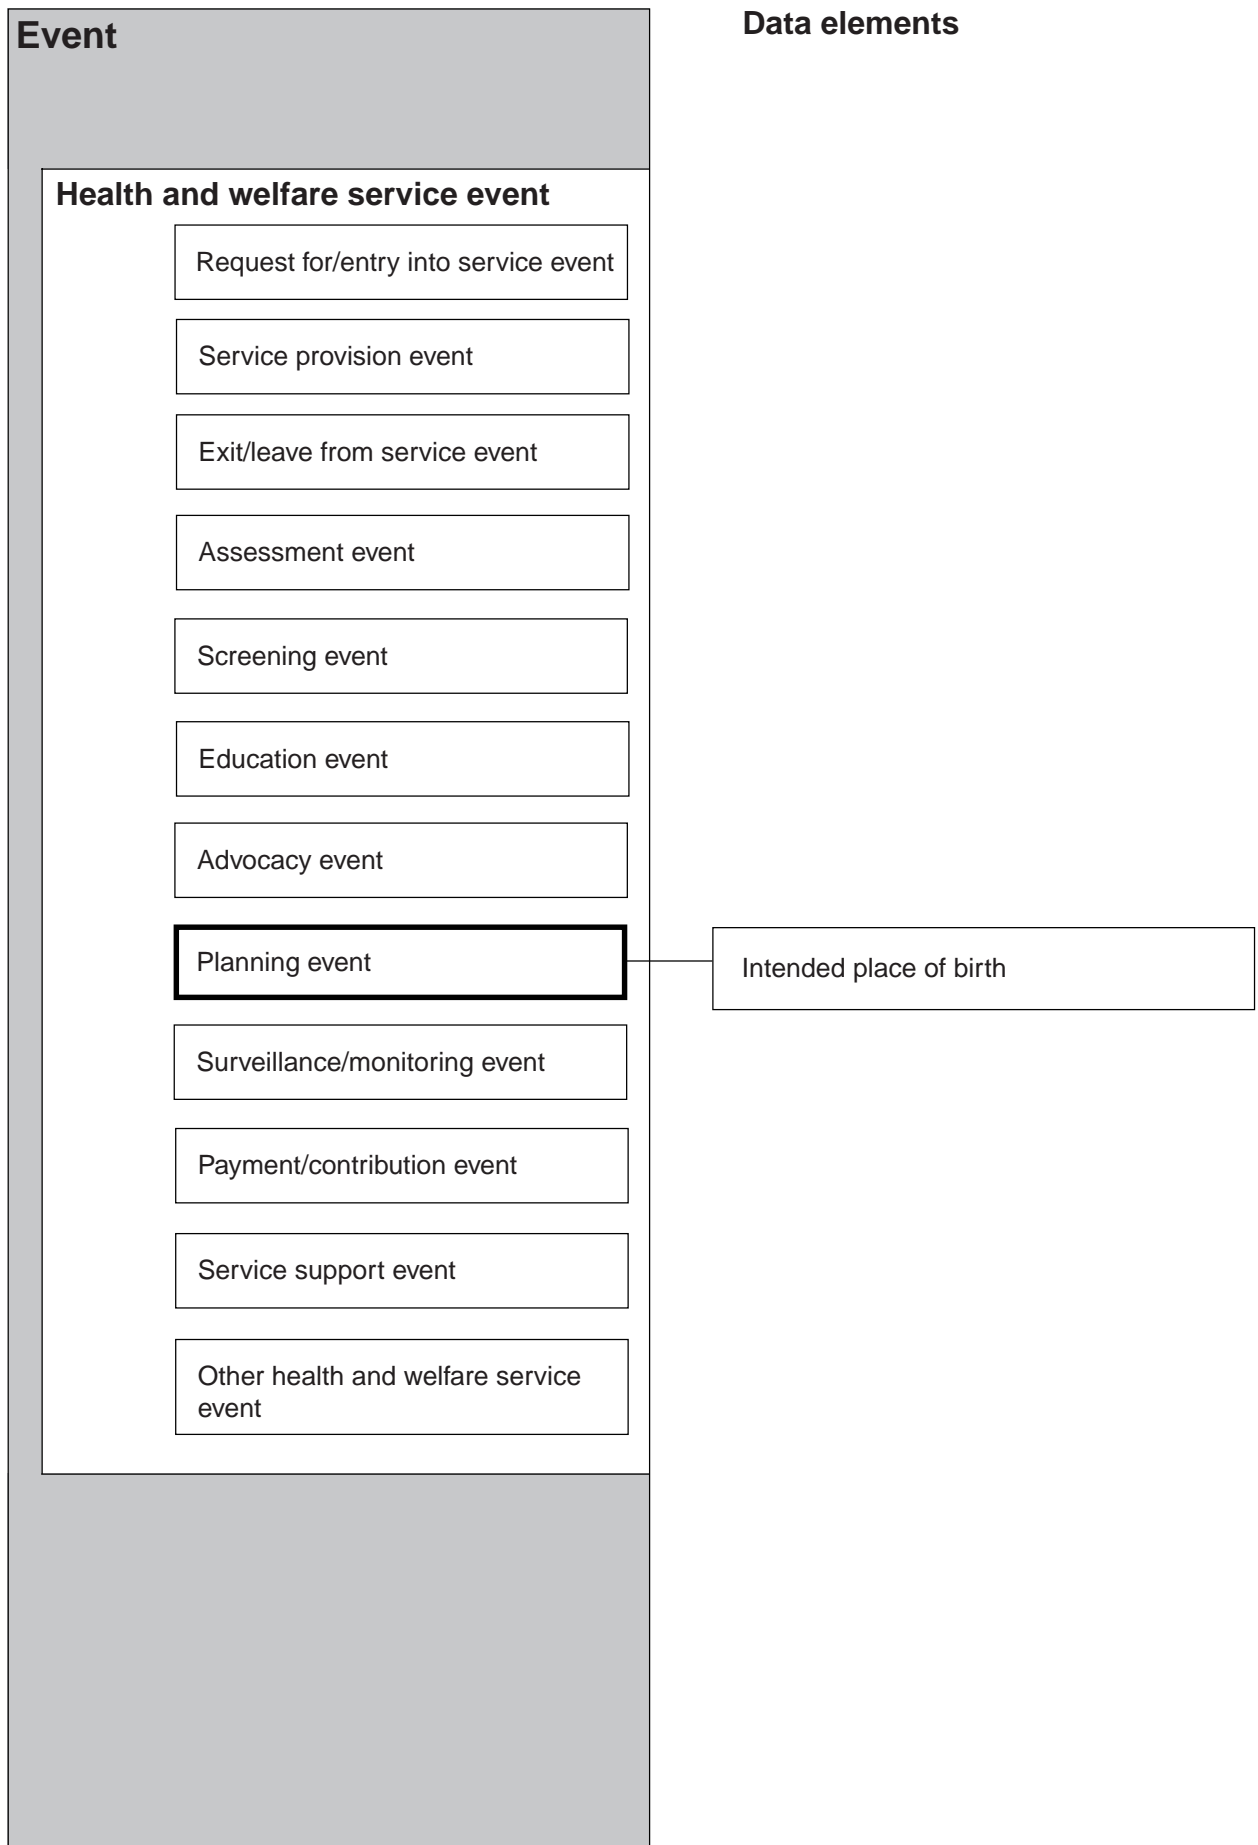 Event
Data elements
Health and welfare service event
Request for/entry into service event
Service provision event
Exit/leave from service event
Assessment event
Screening event
Education event
Advocacy event
Planning event
Intended place of birth
Surveillance/monitoring event
Payment/contribution event
Service support event
Other health and welfare service
event